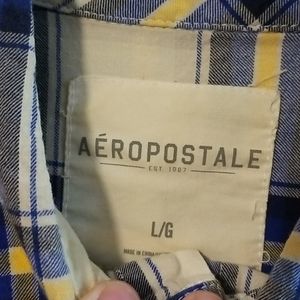 AÉROPOSTALE
EST. 1987
L/G
MADE IN CHINA